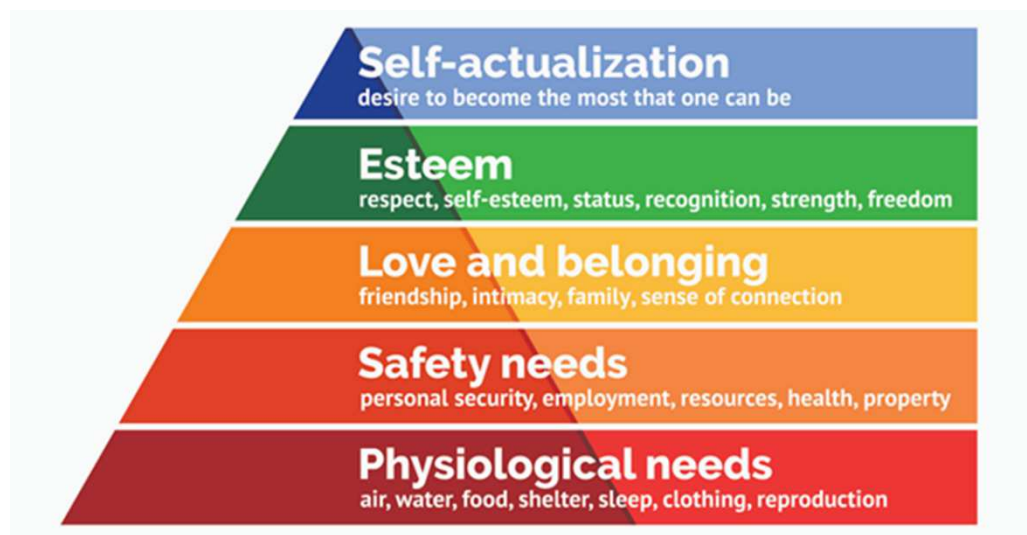 Self-actualization
desire to become the most that one can be
Esteem
respect, self-esteem, status, recognition, strength, freedom
Love and belonging
friendship, intimacy, family, sense of connection
Safety needs
personal security, employment, resources, health, property
Physiological needs
air, water, food, shelter, sleep, clothing, reproduction